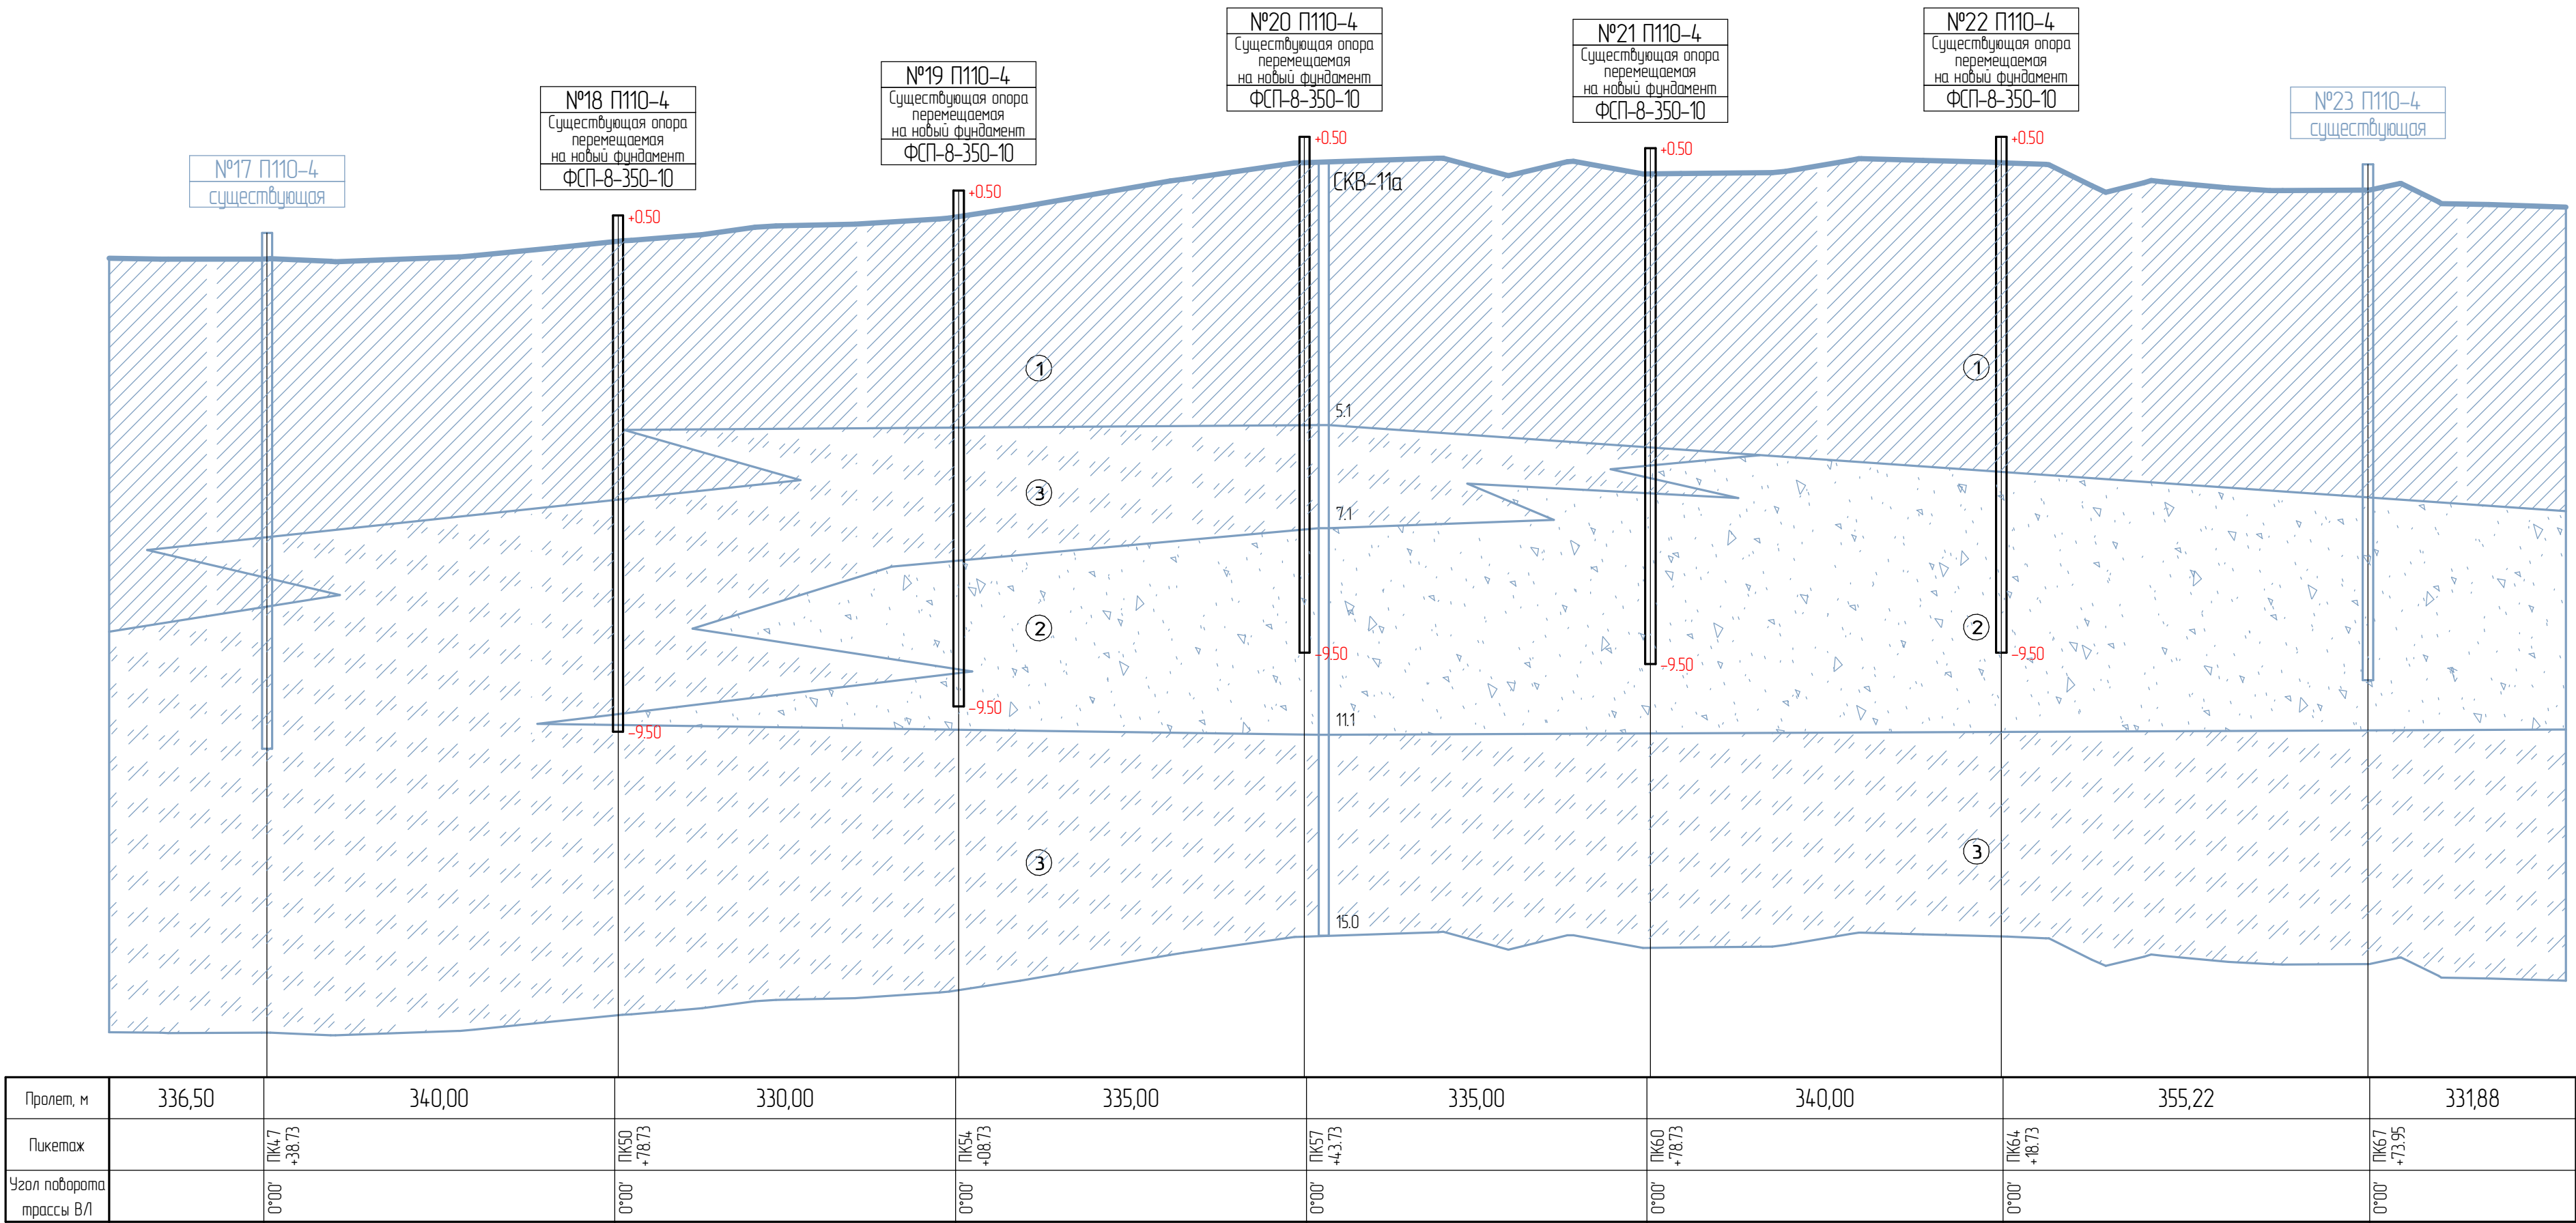 №17 П110-4
существующая
№18 П110-4
Существующая опора
перемещаемая
на новый фундамент
ФСП-8-350-10
№19 П110-4
Существующая опора
перемещаемая
на новый фундамент
ФСП-8-350-10
№20 П110-4
Существующая опора
перемещаемая
на новый фундамент
ФСП-8-350-10
№21 П110-4
Существующая опора
перемещаемая
на новый фундамент
ФСП-8-350-10
№22 П110-4
Существующая опора
перемещаемая
на новый фундамент
ФСП-8-350-10
№23 П110-4
существующая
+0.50
+0.50
+0.50
+0.50
+0.50
СКВ-11а
1
1
5.1
3
7.1
2
2
-9.50
-9.50
-9.50
-9.50
-9.50
11.1
3
3
15.0
Пролет, м
336,50
340,00
330,00
335,00
335,00
340,00
355,22
331,88
Пикетаж
ПК47
+38.73
ПК50
+78.73
ПК54
+08.73
ПК57
+43.73
ПК60
+78.73
ПК64
+18.73
ПК67
+73.95
Угол поворота
трассы ВЛ
0°00'
0°00'
0°00'
0°00'
0°00'
0°00'
0°00'